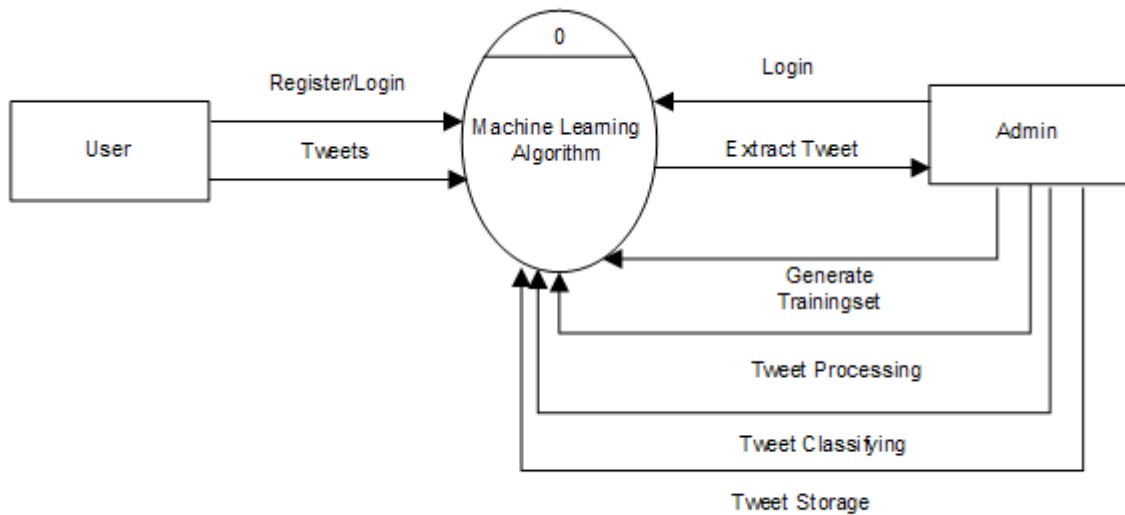 0
Register/Login
Login
User
Machine Learning
Algorithm
Admin
Tweets
Extract Tweet
Generate
Trainingset
Tweet Processing
Tweet Classifying
Tweet Storage